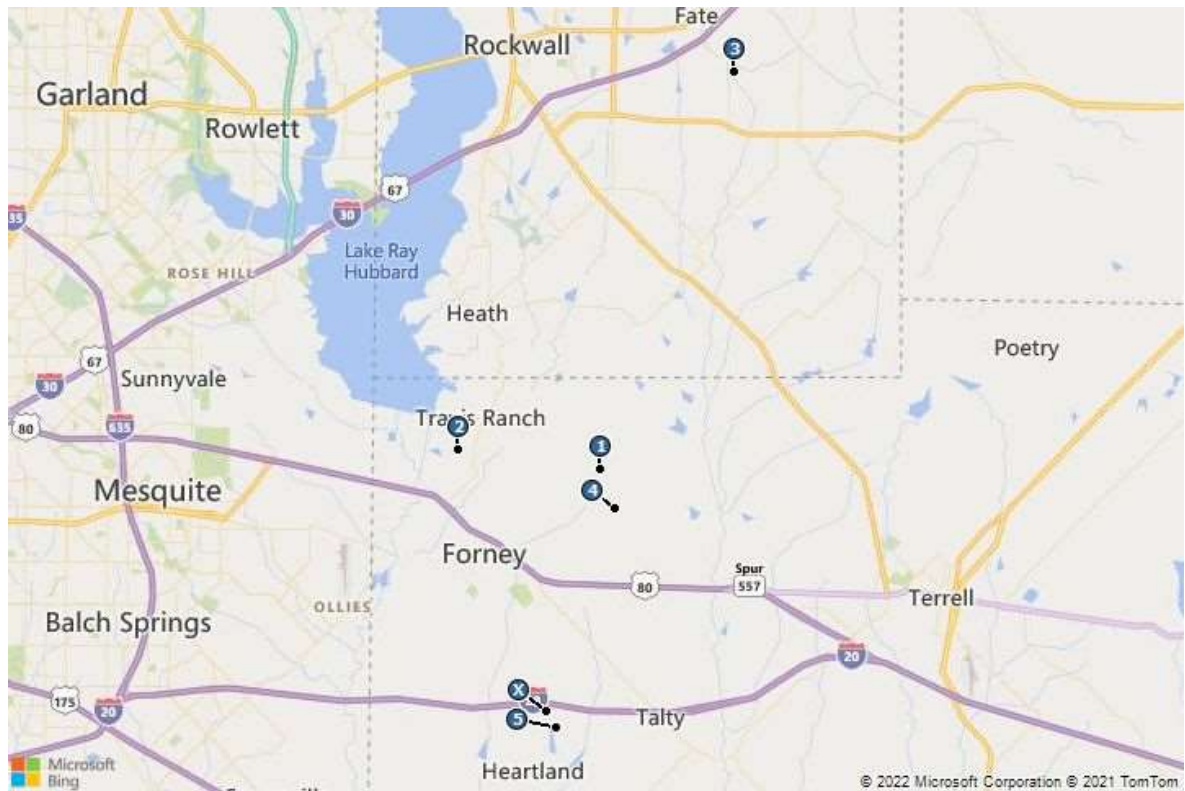 Fate
3
Rockwall
Garland
Rowlett
67
30
35
Lake Ray
Hubbard
ROSE HILL
Heath
Poetry
67
30
Sunnyvale
80
635
Travis Ranch
2
1
4
Mesquite
Forney
80
Spur
557
OLLIES
Terrell
Balch Springs
20
175
20
X
5
Talty
Heartland
Microsoft
Bing
© 2022 Microsoft Corporation © 2021 TomTom